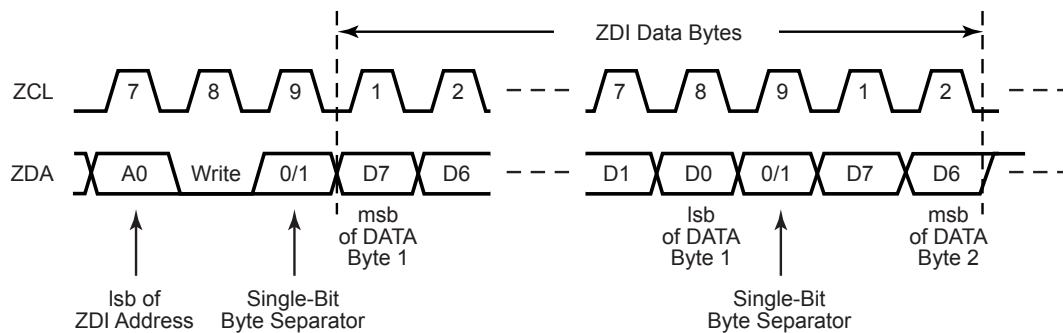 ZDI Data Bytes
ZCL 7 8 9 1 2 7 8 9 1 2
ZDA A0 Write 0/1 D7 D6 D1 D0 0/1 D7 D6
msb
of DATA
Byte 1
lsb
of DATA
Byte 1
msb
of DATA
Byte 2
lsb of
ZDI Address
Single-Bit
Byte Separator
Single-Bit
Byte Separator